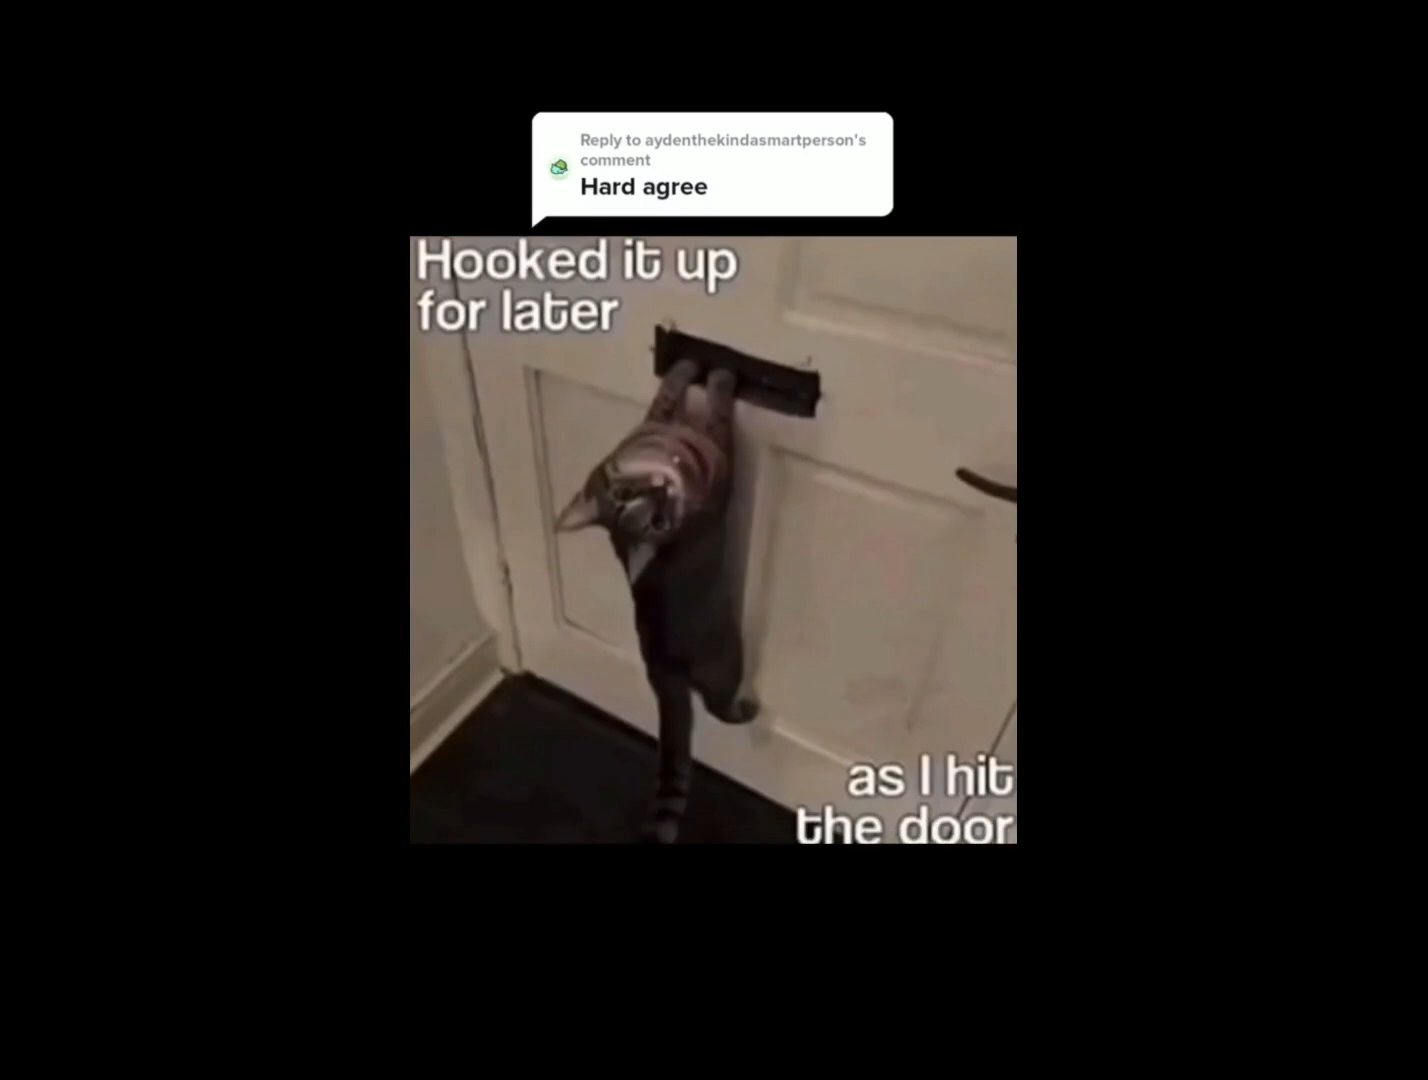 Reply to aydenthekindasmartperson's
comment
Hard agree
Hooked it up
for later
as I hit
the door